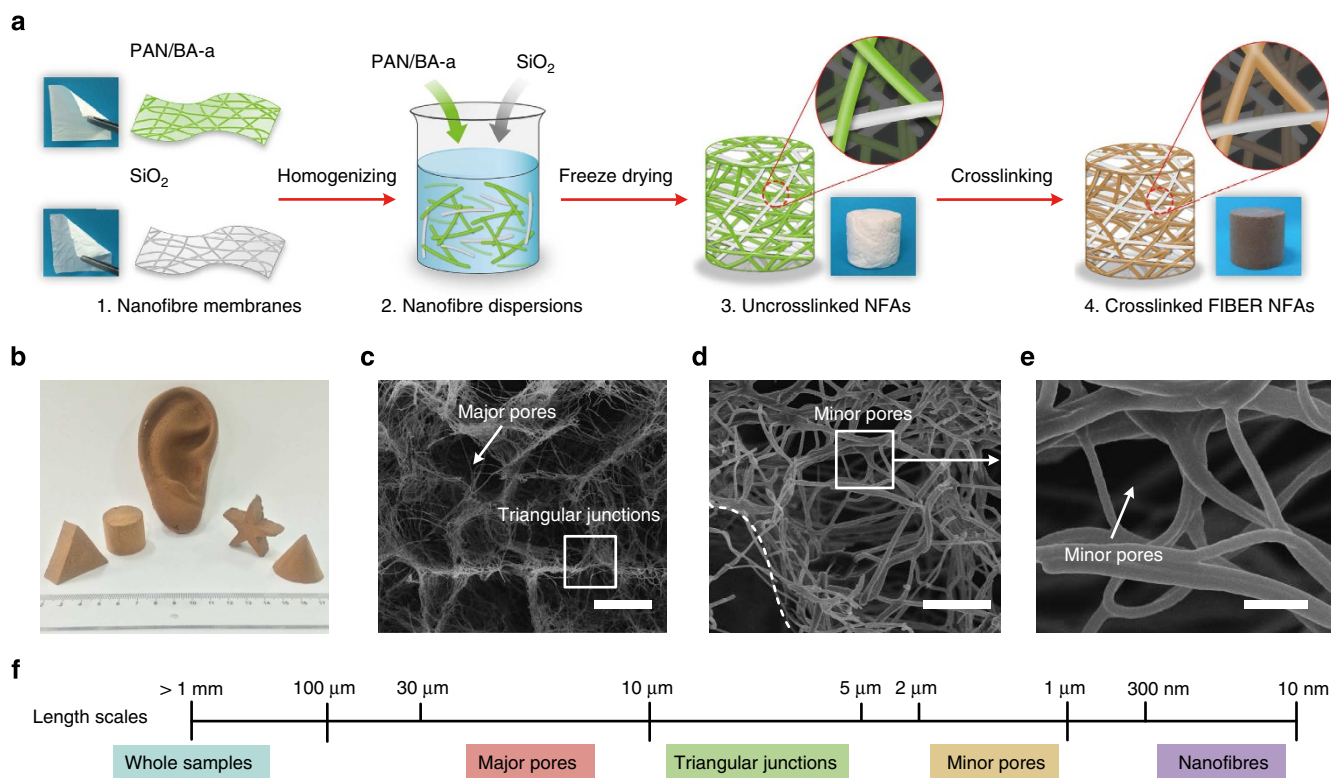 a
PAN/BA-a
SiO₂
Homogenizing
PAN/BA-a
SiO₂
Freeze drying
Crosslinking
1. Nanofibre membranes
2. Nanofibre dispersions
3. Uncrosslinked NFAs
4. Crosslinked FIBER NFAs
b
c
Major pores
Triangular junctions
d
Minor pores
e
Minor pores
f
> 1 mm
100 μm
30 μm
10 μm
5 μm
2 μm
1 μm
300 nm
10 nm
Length scales
Whole samples
Major pores
Triangular junctions
Minor pores
Nanofibres